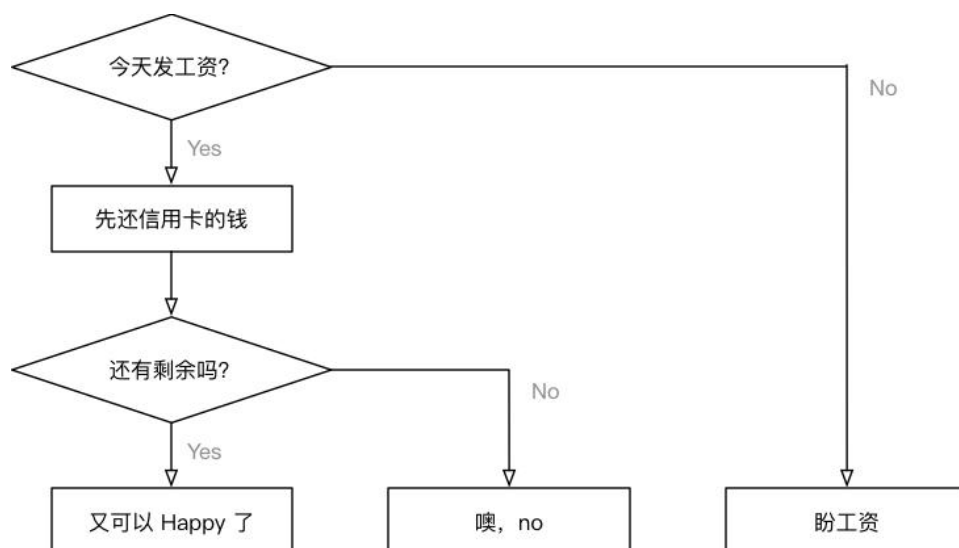 今天发工资?
No
Yes
先还信用卡的钱
还有剩余吗?
No
Yes
又可以 Happy 了
噢，no
盼工资